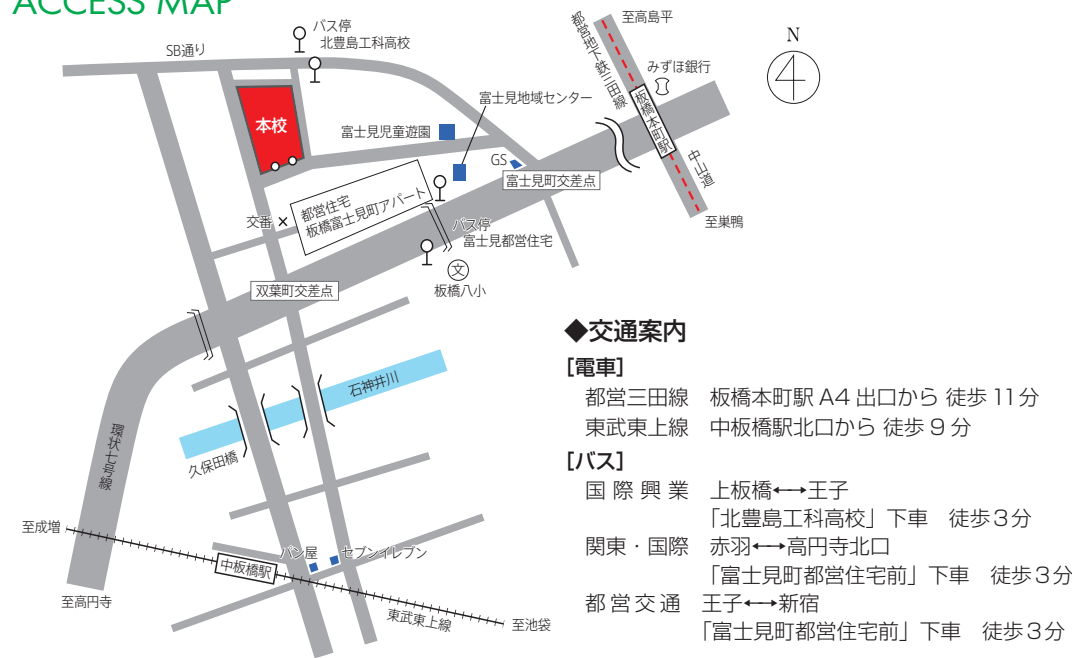 ACCESS MAP
バス停
北豊島工科高校
SB通り
至高島平
都営地下鉄三田線
みずほ銀行
N
板橋本町駅
中山道
至巣鴨
本校
富士見地域センター
富士見児童遊園
GS
富士見町交差点
都営住宅
板橋富士見町アパート
交番
バス停
富士見都営住宅
文
板橋八小
双葉町交差点
石神井川
久保田橋
環状七号線
至成増
パン屋
セブンイレブン
中板橋駅
至高円寺
東武東上線
至池袋
◆交通案内
[電車]
都営三田線 板橋本町駅 A4 出口から 徒歩 11分
東武東上線 中板橋駅北口から 徒歩 9 分
[バス]
国際興業 上板橋←→王子
「北豊島工科高校」下車 徒歩3分
関東・国際 赤羽←→高円寺北口
「富士見町都営住宅前」下車 徒歩3分
都営交通 王子←→新宿
「富士見町都営住宅前」下車 徒歩3分